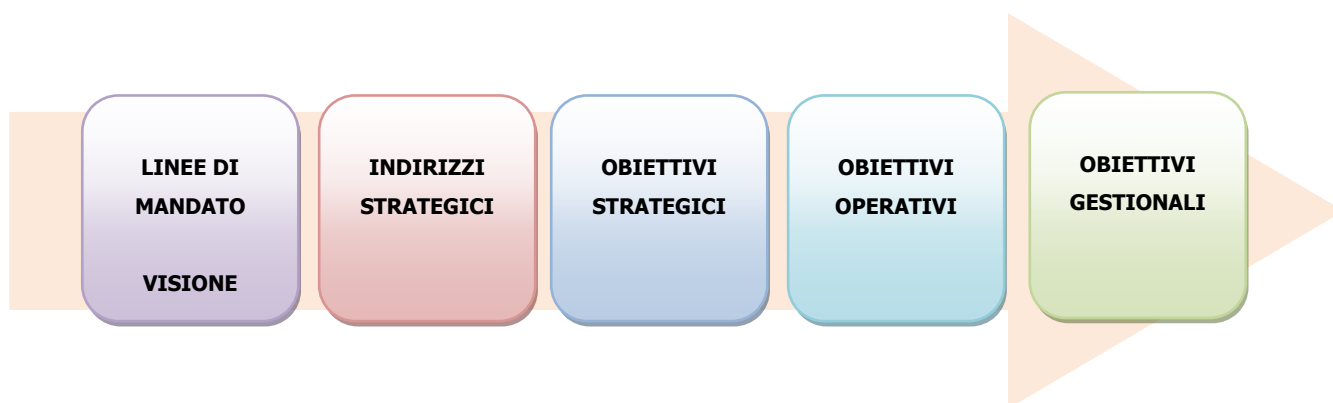 LINEE DI
MANDATO
VISIONE
INDIRIZZI
STRATEGICI
OBIETTIVI
STRATEGICI
OBIETTIVI
OPERATIVI
OBIETTIVI
GESTIONALI